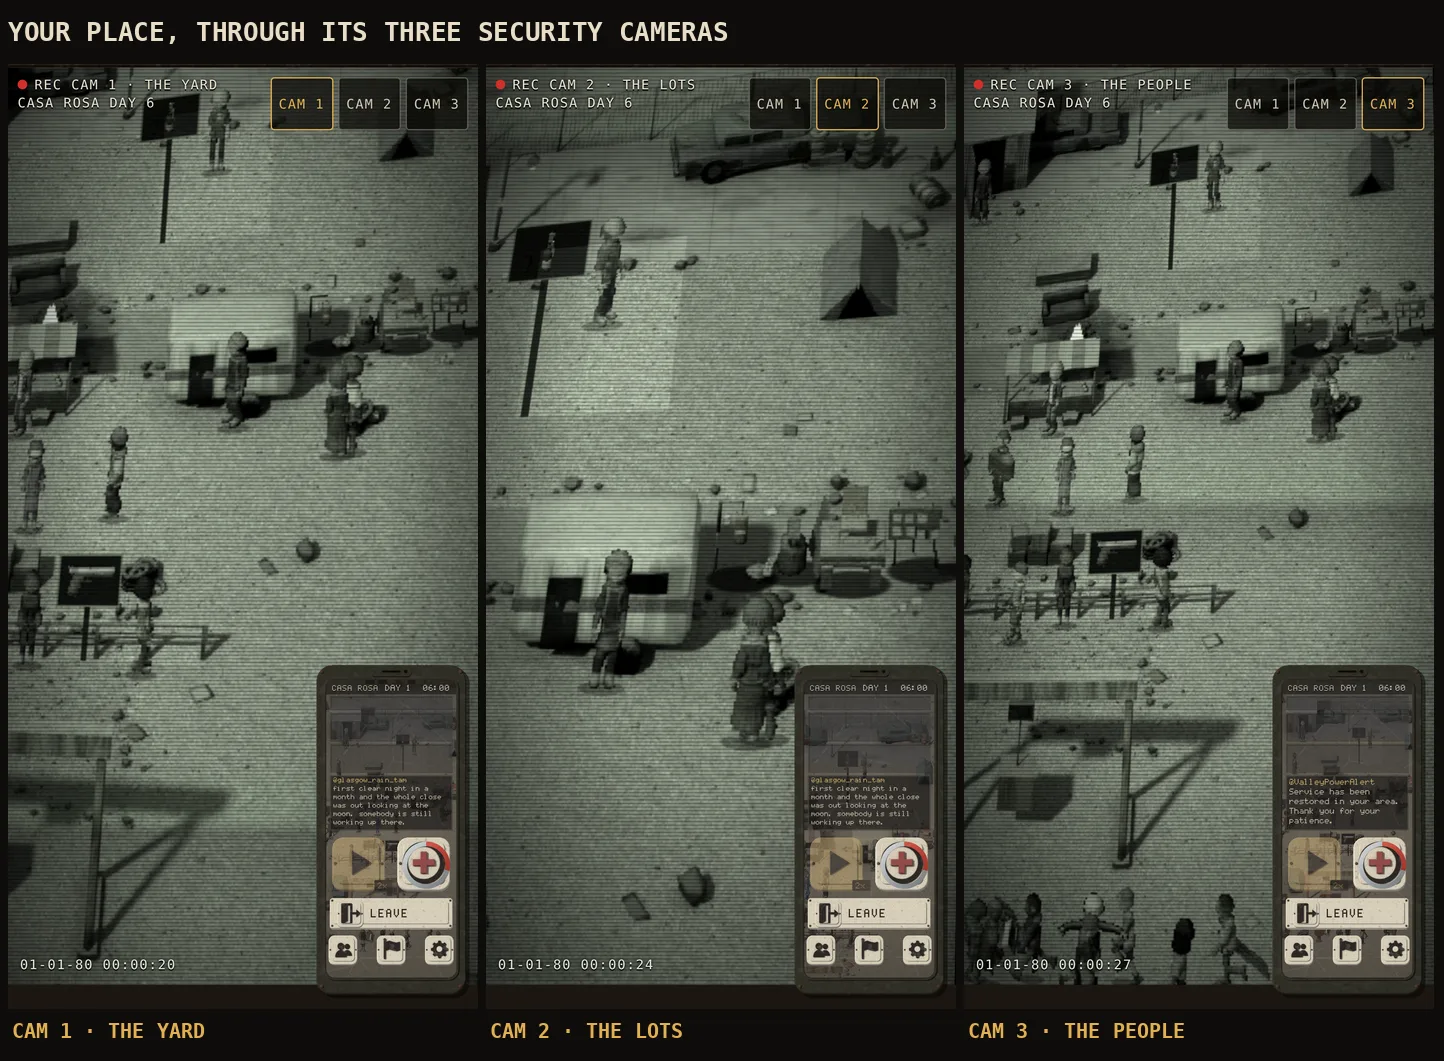 YOUR PLACE, THROUGH ITS THREE SECURITY CAMERAS
REC CAM 1 · THE YARD
CASA ROSA DAY 6
CAM 1
CAM 2
CAM 3
CASA ROSA DAY 1 06:00
@glasgow_rain_tam
first clear night in a
month and the whole close
was out looking at the
moon. somebody is still
working up there.
LEAVE
01-01-80 00:00:20
CAM 1 · THE YARD
REC CAM 2 · THE LOTS
CASA ROSA DAY 6
CAM 1
CAM 2
CAM 3
CASA ROSA DAY 1 06:00
@glasgow_rain_tam
first clear night in a
month and the whole close
was out looking at the
moon. somebody is still
working up there.
LEAVE
01-01-80 00:00:24
CAM 2 · THE LOTS
REC CAM 3 · THE PEOPLE
CASA ROSA DAY 6
CAM 1
CAM 2
CAM 3
CASA ROSA DAY 1 06:00
@ValleyPowerAlert
Service has been
restored in your area.
Thank you for your
patience.
LEAVE
01-01-80 00:00:27
CAM 3 · THE PEOPLE